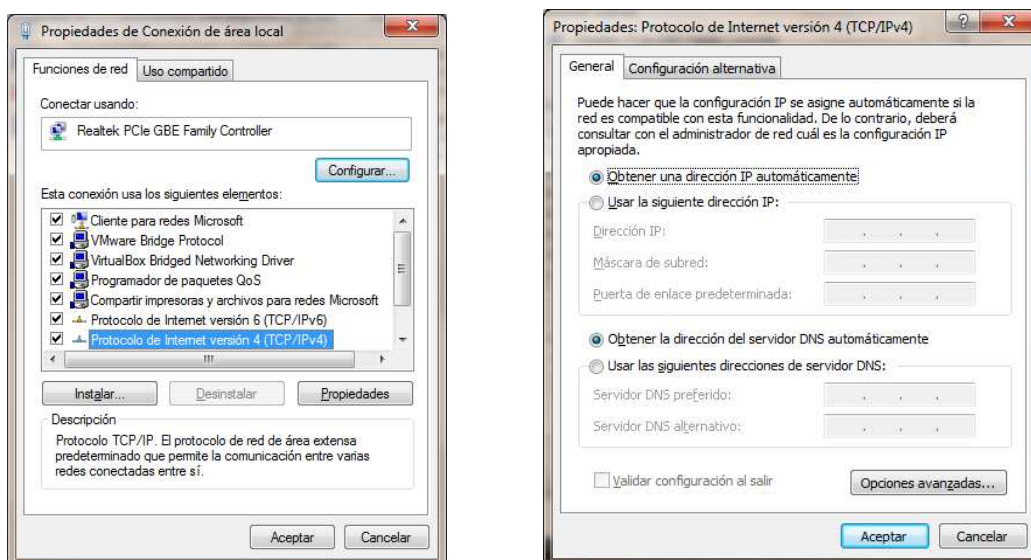 Propiedades de Conexión de área local
Funciones de red
Uso compartido
Conectar usando:
Realtek PCIe GBE Family Controller
Configurar...
Esta conexión usa los siguientes elementos:
Cliente para redes Microsoft
VMware Bridge Protocol
VirtualBox Bridged Networking Driver
Programador de paquetes QoS
Compartir impresoras y archivos para redes Microsoft
Protocolo de Internet versión 6 (TCP/IPv6)
Protocolo de Internet versión 4 (TCP/IPv4)
Instalar...
Desinstalar
Propiedades
Descripción
Protocolo TCP/IP. El protocolo de red de área extensa
predeterminado que permite la comunicación entre varias
redes conectadas entre sí.
Aceptar
Cancelar
Propiedades: Protocolo de Internet versión 4 (TCP/IPv4)
General
Configuración alternativa
Puede hacer que la configuración IP se asigne automáticamente si la
red es compatible con esta funcionalidad. De lo contrario, deberá
consultar con el administrador de red cuál es la configuración IP
apropiada.
Obtener una dirección IP automáticamente
Usar la siguiente dirección IP:
Dirección IP:
Máscara de subred:
Puerta de enlace predeterminada:
Obtener la dirección del servidor DNS automáticamente
Usar las siguientes direcciones de servidor DNS:
Servidor DNS preferido:
Servidor DNS alternativo:
Validar configuración al salir
Opciones avanzadas...
Aceptar
Cancelar